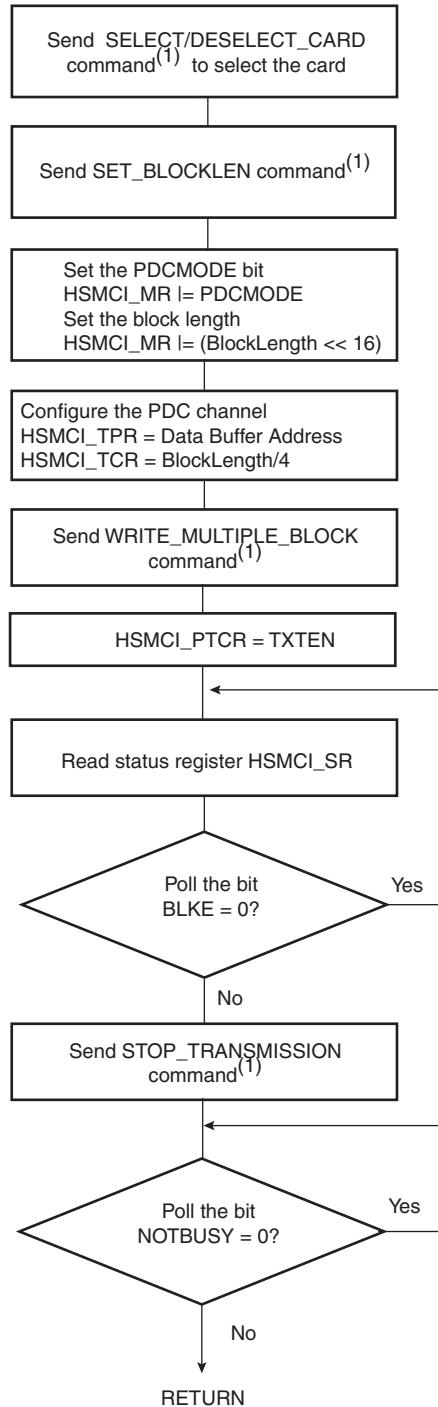 Send SELECT/DESELECT_CARD
command(1) to select the card
Send SET_BLOCKLEN command(1)
Set the PDCMODE bit
HSMCI_MR |= PDCMODE
Set the block length
HSMCI_MR |= (BlockLength << 16)
Configure the PDC channel
HSMCI_TPR = Data Buffer Address
HSMCI_TCR = BlockLength/4
Send WRITE_MULTIPLE_BLOCK
command(1)
HSMCI_PTCR = TXTEN
Read status register HSMCI_SR
Poll the bit
BLKE = 0?
Yes
No
Send STOP_TRANSMISSION
command(1)
Poll the bit
NOTBUSY = 0?
Yes
No
RETURN